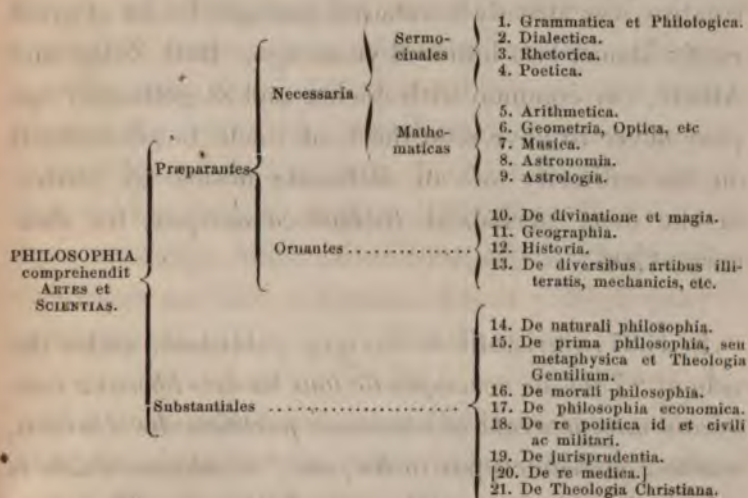 PHILOSOPHIA
comprehendit
ARTES et
SCIENTIAS.
Præparantes
Necessaria
Sermo-
cinales
1. Grammatica et Philologica.
2. Dialectica.
3. Rhetorica.
4. Poetica.
Mathe-
maticas
5. Arithmetica.
6. Geometria, Optica, etc
7. Musica.
8. Astronomia.
9. Astrologia.
Ornantes
10. De divinatione et magia.
11. Geographia.
12. Historia.
13. De diversibus artibus illi-
teratis, mechanicis, etc.
Substantiales
14. De naturali philosophia.
15. De prima philosophia, seu
metaphysica et Theologia
Gentilium.
16. De morali philosophia.
17. De philosophia economica.
18. De re politica id et civili
ac militari.
19. De jurisprudentia.
[20. De re medica.]
21. De Theologia Christiana.